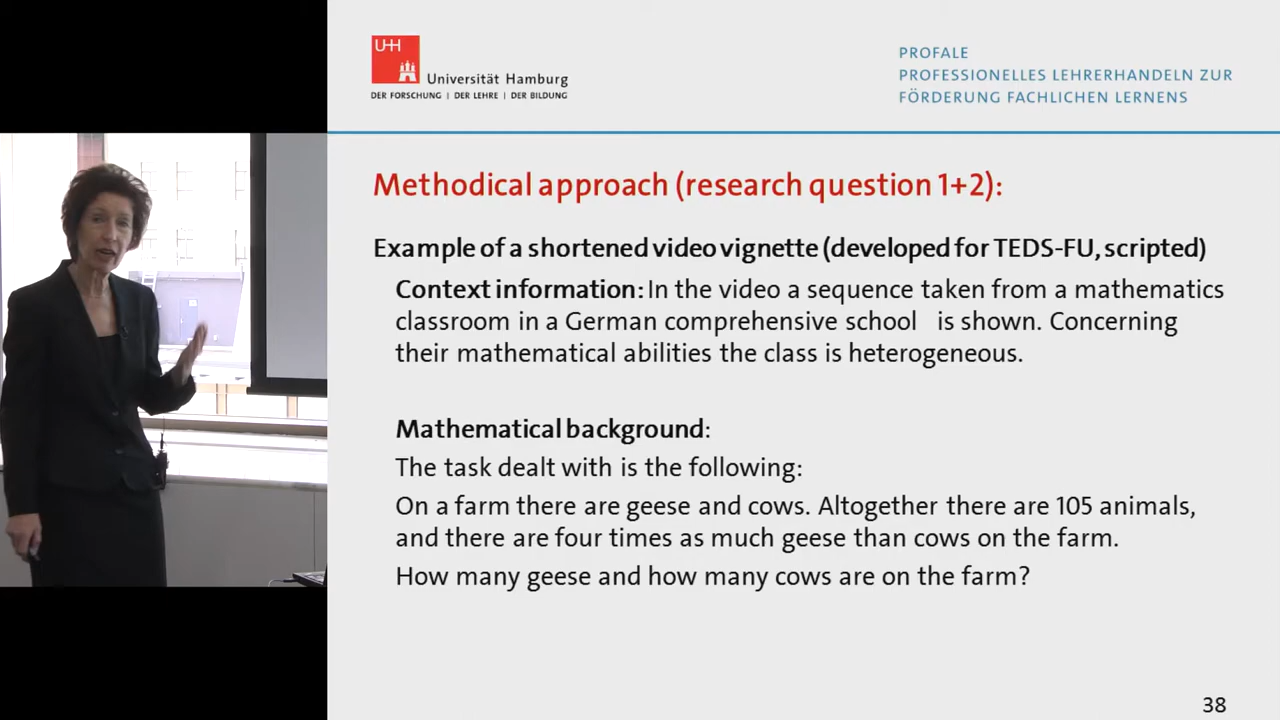 UHH
Universität Hamburg
DER FORSCHUNG | DER LEHRE | DER BILDUNG
PROFALE
PROFESSIONELLES LEHRERHANDELN ZUR
FÖRDERUNG FACHLICHEN LERNENS
Methodical approach (research question 1+2):
Example of a shortened video vignette (developed for TEDS-FU, scripted)
Context information: In the video a sequence taken from a mathematics
classroom in a German comprehensive school is shown. Concerning
their mathematical abilities the class is heterogeneous.
Mathematical background:
The task dealt with is the following:
On a farm there are geese and cows. Altogether there are 105 animals,
and there are four times as much geese than cows on the farm.
How many geese and how many cows are on the farm?
38